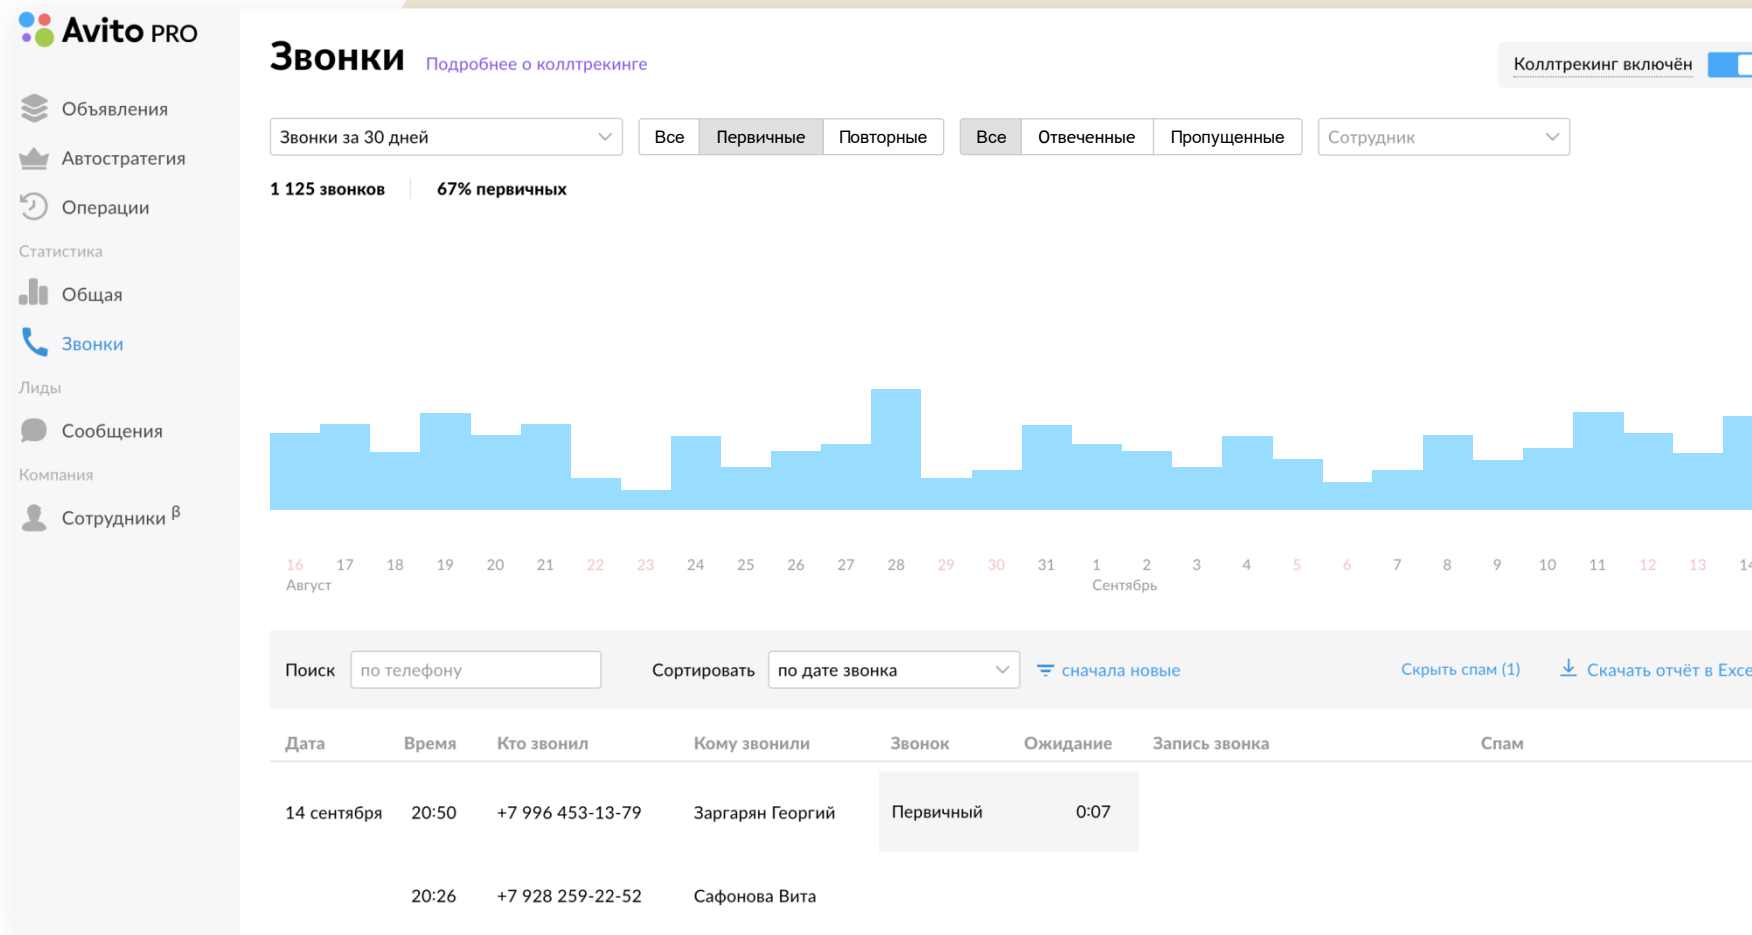 Avito PRO
Звонки Подробнее о коллтрекинге
Коллтрекинг включён
Объявления
Автостратегия
Операции
Статистика
Общая
Звонки
Лиды
Сообщения
Компания
Сотрудники β
Звонки за 30 дней Все Первичные Повторные Все Отвеченные Пропущенные Сотрудник
1 125 звонков 67% первичных
16 17 18 19 20 21 22 23 24 25 26 27 28 29 30 31 1 2 3 4 5 6 7 8 9 10 11 12 13 14
Август Сентябрь
Поиск по телефону Сортировать по дате звонка сначала новые Скрыть спам (1) Скачать отчёт в Exce
Дата Время Кто звонил Кому звонили Звонок Ожидание Запись звонка Спам
14 сентября 20:50 +7 996 453-13-79 Заргарян Георгий Первичный 0:07
20:26 +7 928 259-22-52 Сафонова Вита